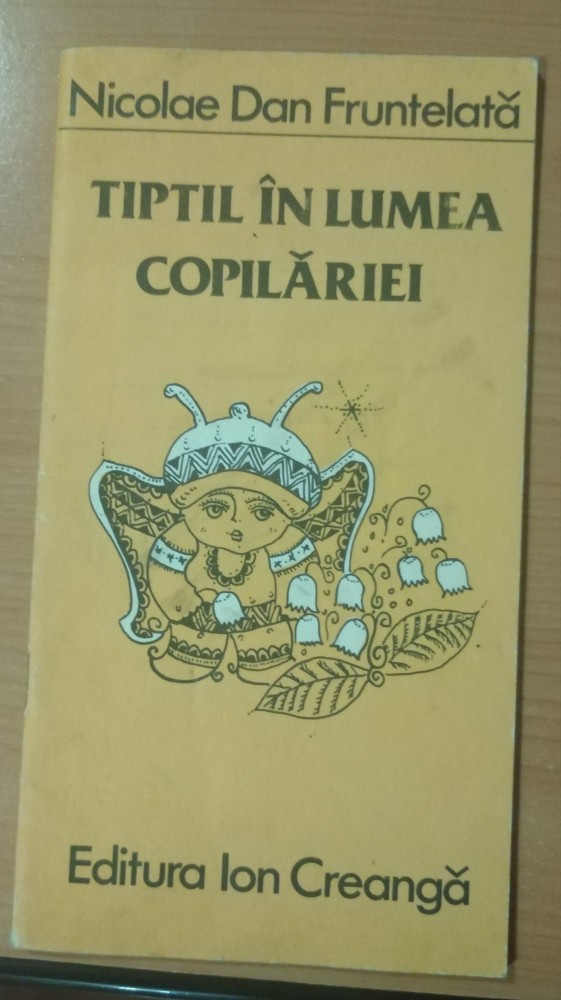 Nicolae Dan Fruntelată
TIPTIL ÎN LUMEA
COPILĂRIEI
Editura Ion Creangă